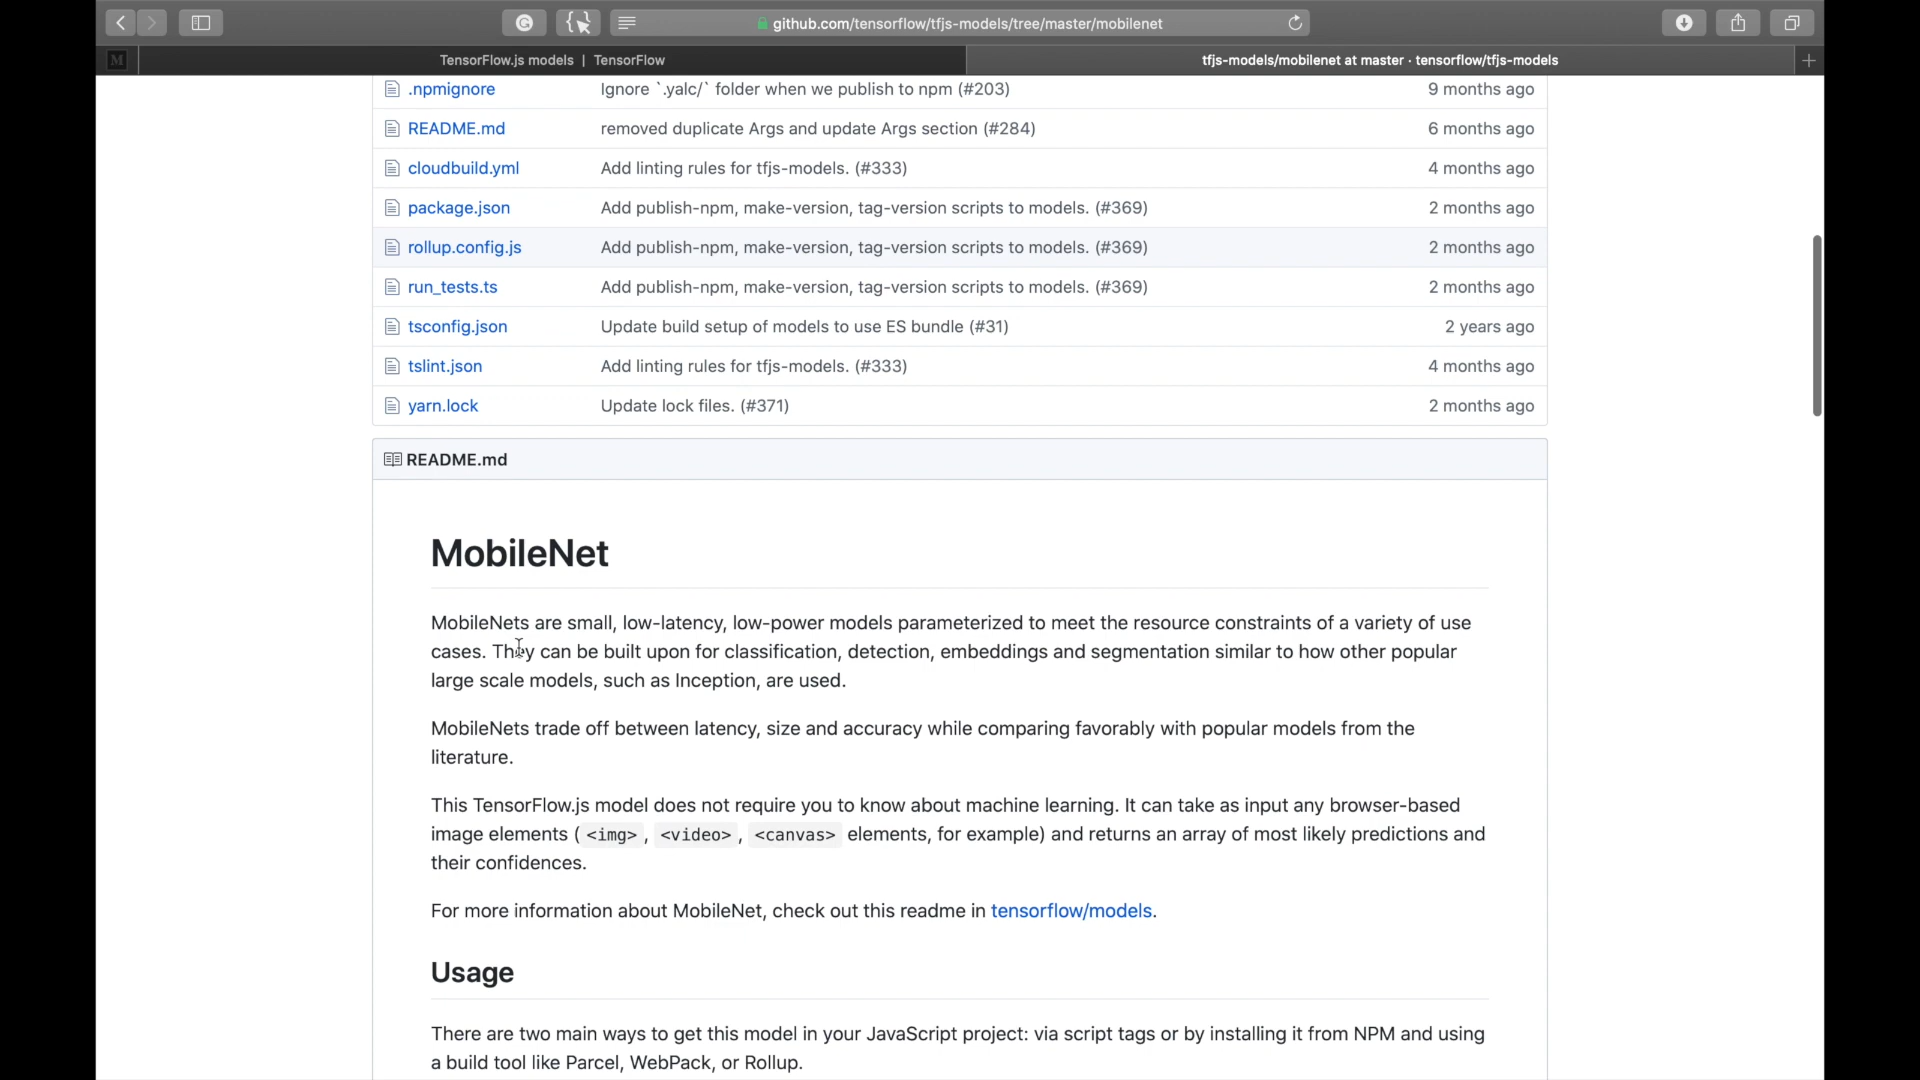 github.com/tensorflow/tfjs-models/tree/master/mobilenet
M
TensorFlow.js models | TensorFlow
tfjs-models/mobilenet at master · tensorflow/tfjs-models
.npmignore Ignore `.yalc/` folder when we publish to npm (#203) 9 months ago
README.md removed duplicate Args and update Args section (#284) 6 months ago
cloudbuild.yml Add linting rules for tfjs-models. (#333) 4 months ago
package.json Add publish-npm, make-version, tag-version scripts to models. (#369) 2 months ago
rollup.config.js Add publish-npm, make-version, tag-version scripts to models. (#369) 2 months ago
run_tests.ts Add publish-npm, make-version, tag-version scripts to models. (#369) 2 months ago
tsconfig.json Update build setup of models to use ES bundle (#31) 2 years ago
tslint.json Add linting rules for tfjs-models. (#333) 4 months ago
yarn.lock Update lock files. (#371) 2 months ago
README.md
MobileNet
MobileNets are small, low-latency, low-power models parameterized to meet the resource constraints of a variety of use
cases. They can be built upon for classification, detection, embeddings and segmentation similar to how other popular
large scale models, such as Inception, are used.
MobileNets trade off between latency, size and accuracy while comparing favorably with popular models from the
literature.
This TensorFlow.js model does not require you to know about machine learning. It can take as input any browser-based
image elements ( <img> , <video> , <canvas> elements, for example) and returns an array of most likely predictions and
their confidences.
For more information about MobileNet, check out this readme in tensorflow/models.
Usage
There are two main ways to get this model in your JavaScript project: via script tags or by installing it from NPM and using
a build tool like Parcel, WebPack, or Rollup.